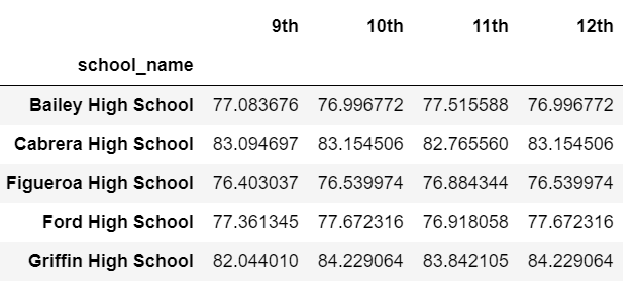 9th 10th 11th 12th
school_name
Bailey High School 77.083676 76.996772 77.515588 76.996772
Cabrera High School 83.094697 83.154506 82.765560 83.154506
Figueroa High School 76.403037 76.539974 76.884344 76.539974
Ford High School 77.361345 77.672316 76.918058 77.672316
Griffin High School 82.044010 84.229064 83.842105 84.229064